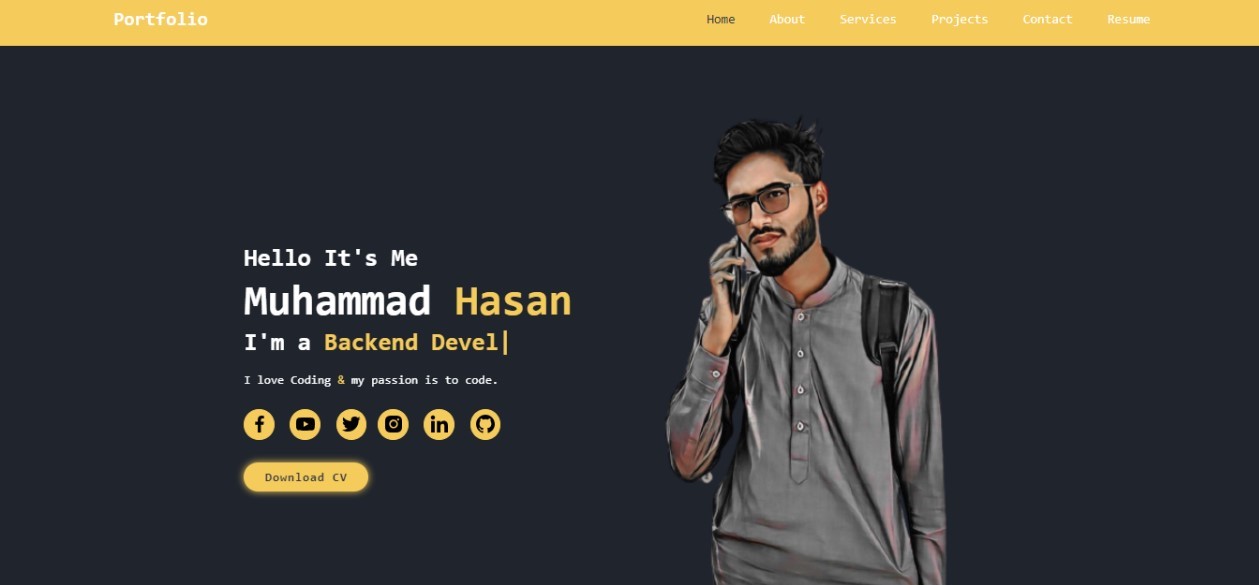 Portfolio
Home About Services Projects Contact Resume
Hello It's Me
Muhammad Hasan
I'm a Backend Devel|
I love Coding & my passion is to code.
Download CV